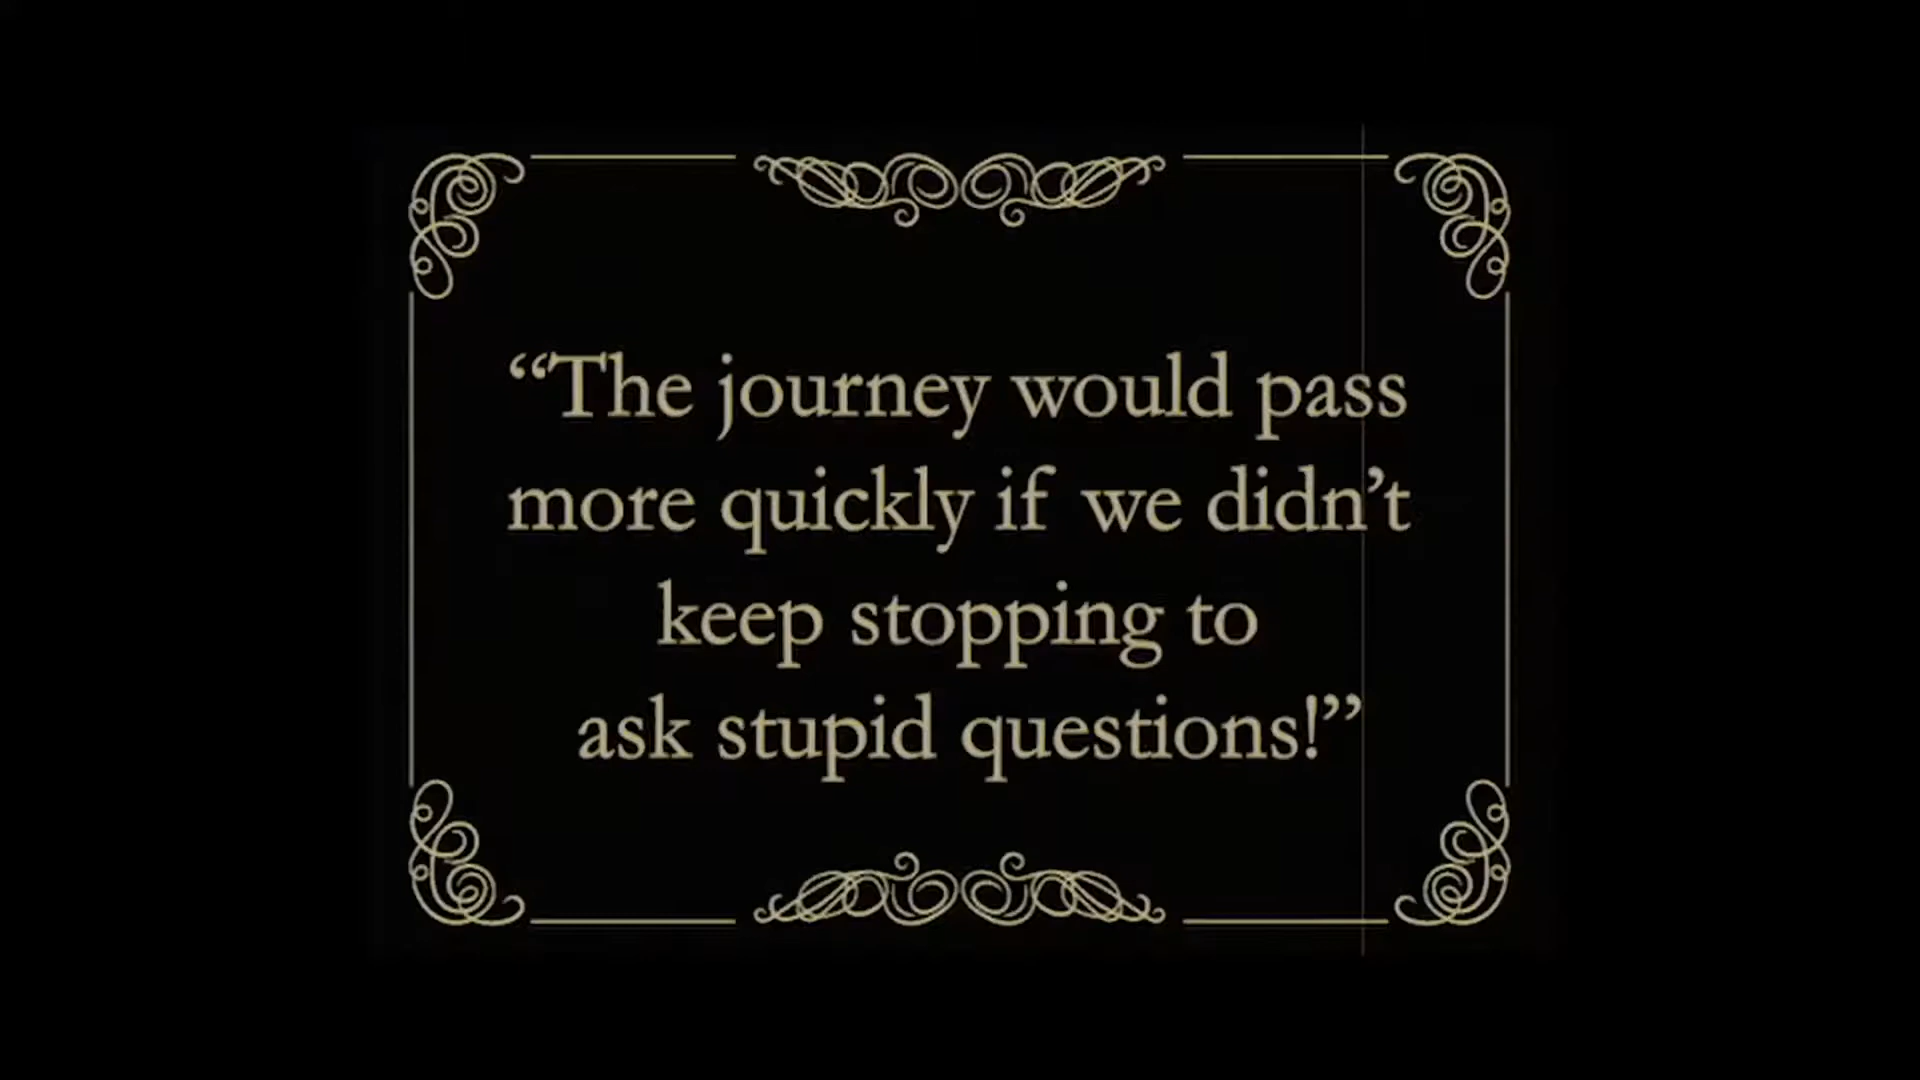 “The journey would pass
more quickly if we didn’t
keep stopping to
ask stupid questions!”